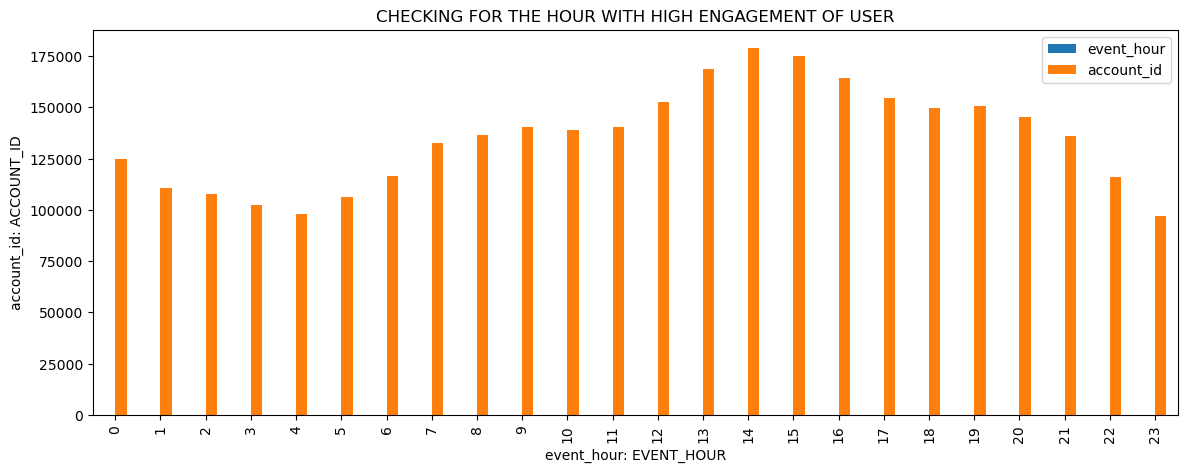 CHECKING FOR THE HOUR WITH HIGH ENGAGEMENT OF USER
event_hour
account_id
account_id: ACCOUNT_ID
175000
150000
125000
100000
75000
50000
25000
0
0 1 2 3 4 5 6 7 8 9 10 11 12 13 14 15 16 17 18 19 20 21 22 23
event_hour: EVENT_HOUR